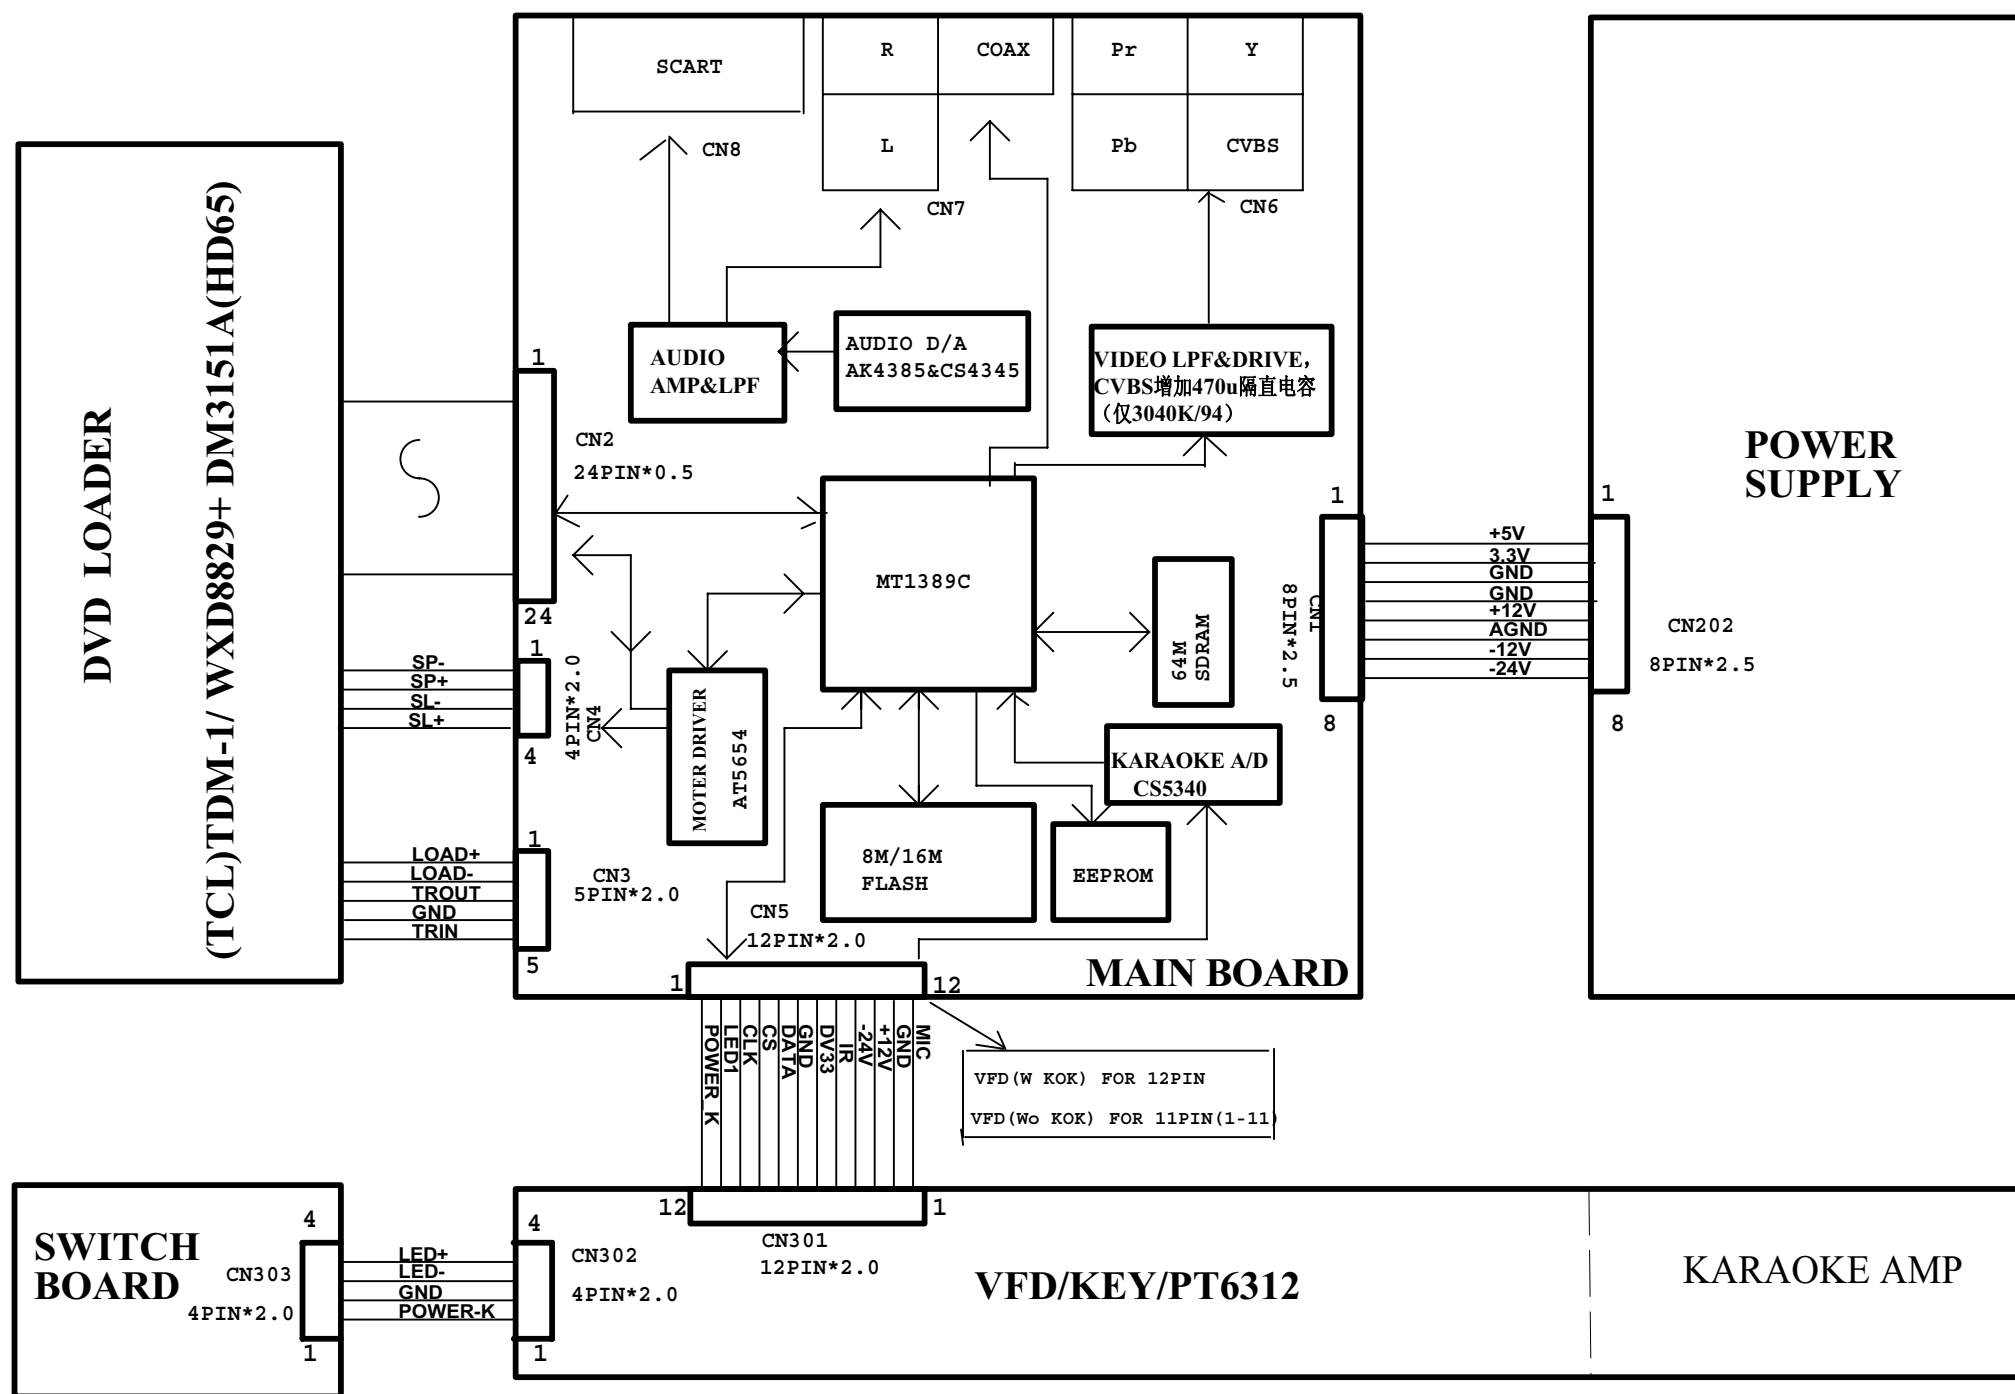 DVD LOADER
(TCL)TDM-1/ WXD8829+ DM3151A(HD65)
SCART
R
COAX
Pr
Y
L
Pb
CVBS
CN8
CN7
CN6
AUDIO
AMP&LPF
AUDIO D/A
AK4385&CS4345
VIDEO LPF&DRIVE,
CVBS增加470u隔直电容
（仅3040K/94）
1
CN2
24PIN*0.5
24
MT1389C
64M
SDRAM
1
CN1
8PIN*2.5
8
+5V
3.3V
GND
GND
+12V
AGND
-12V
-24V
1
8
CN202
8PIN*2.5
POWER
SUPPLY
SP-
SP+
SL-
SL+
1
4
4PIN*2.0
CN4
MOTER DRIVER
AT5654
KARAOKE A/D
CS5340
8M/16M
FLASH
EEPROM
LOAD+
LOAD-
TROUT
GND
TRIN
1
5
CN3
5PIN*2.0
CN5
12PIN*2.0
1
12
MAIN BOARD
POWER_K
LED1
CLK
CS
DATA
GND
DV33
IR
-24V
+12V
GND
MIC
VFD(W KOK) FOR 12PIN
VFD(Wo KOK) FOR 11PIN(1-11)
12
1
CN301
12PIN*2.0
SWITCH
BOARD
4
CN303
4PIN*2.0
1
LED+
LED-
GND
POWER-K
4
CN302
4PIN*2.0
1
VFD/KEY/PT6312
KARAOKE AMP